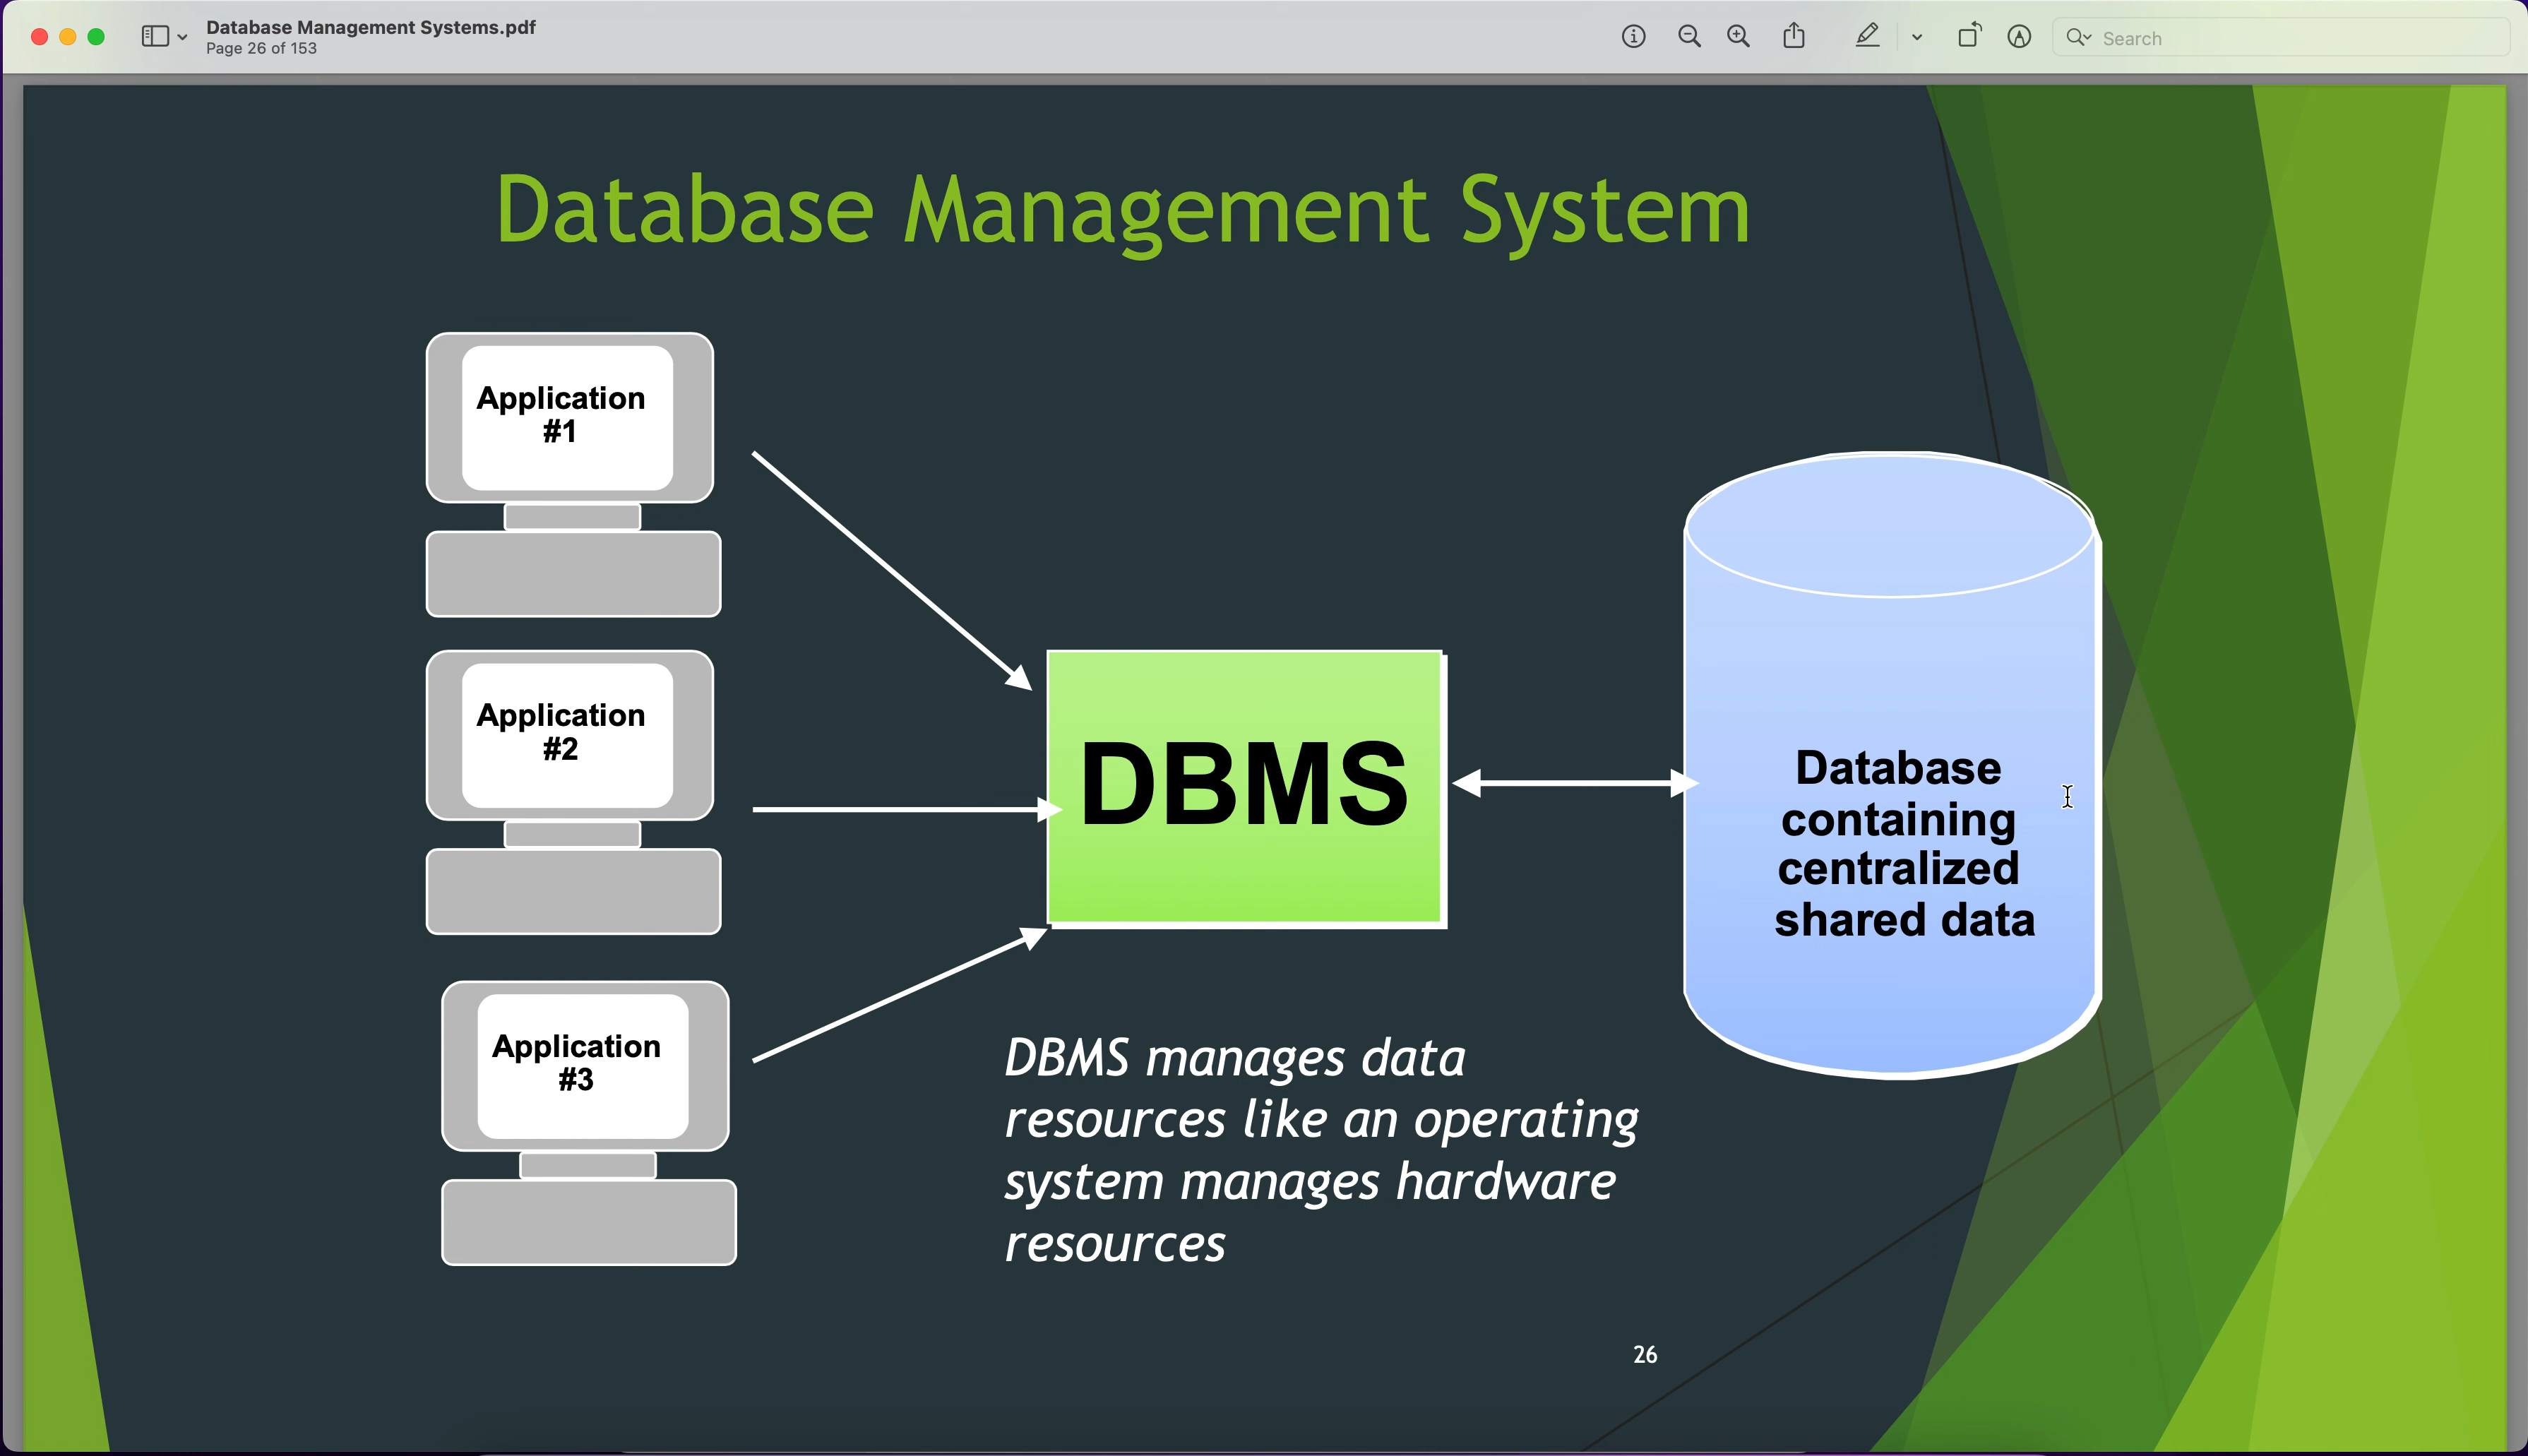 Database Management Systems.pdf
Page 26 of 153
Search
Database Management System
Application
#1
Application
#2
Application
#3
DBMS
Database
containing
centralized
shared data
DBMS manages data
resources like an operating
system manages hardware
resources
26